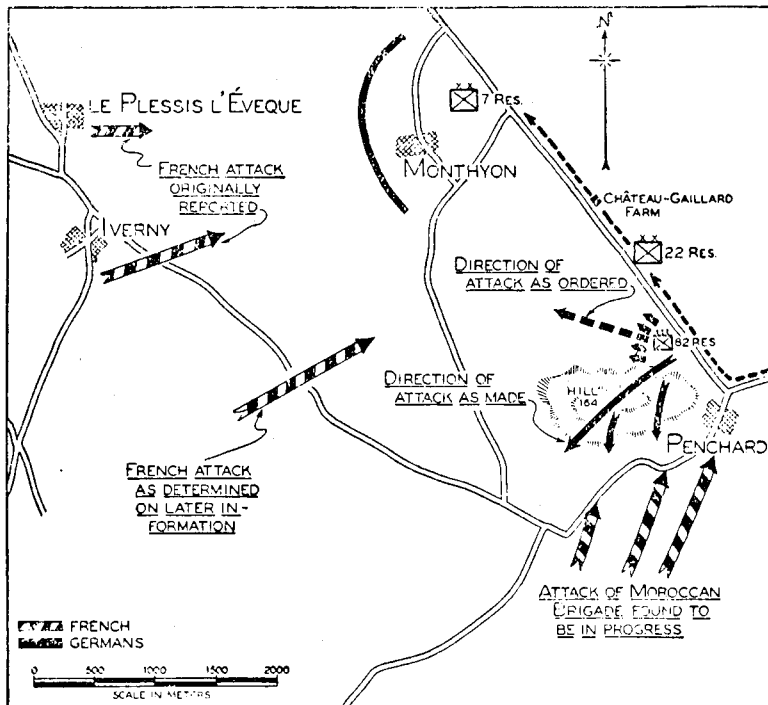 N
LE PLESSIS L'ÉVEQUE
FRENCH ATTACK
ORIGINALLY
REPORTED
IVERNY
XX
7 RES.
MONTHYON
CHÂTEAU-GAILLARD
FARM
XX
22 RES.
DIRECTION OF
ATTACK AS ORDERED
82 RES
DIRECTION OF
ATTACK AS MADE
HILL
164
PENCHARD
FRENCH ATTACK
AS DETERMINED
ON LATER IN-
FORMATION
ATTACK OF MOROCCAN
BRIGADE FOUND TO
BE IN PROGRESS
FRENCH
GERMANS
0 500 1000 1500 2000
SCALE IN METERS